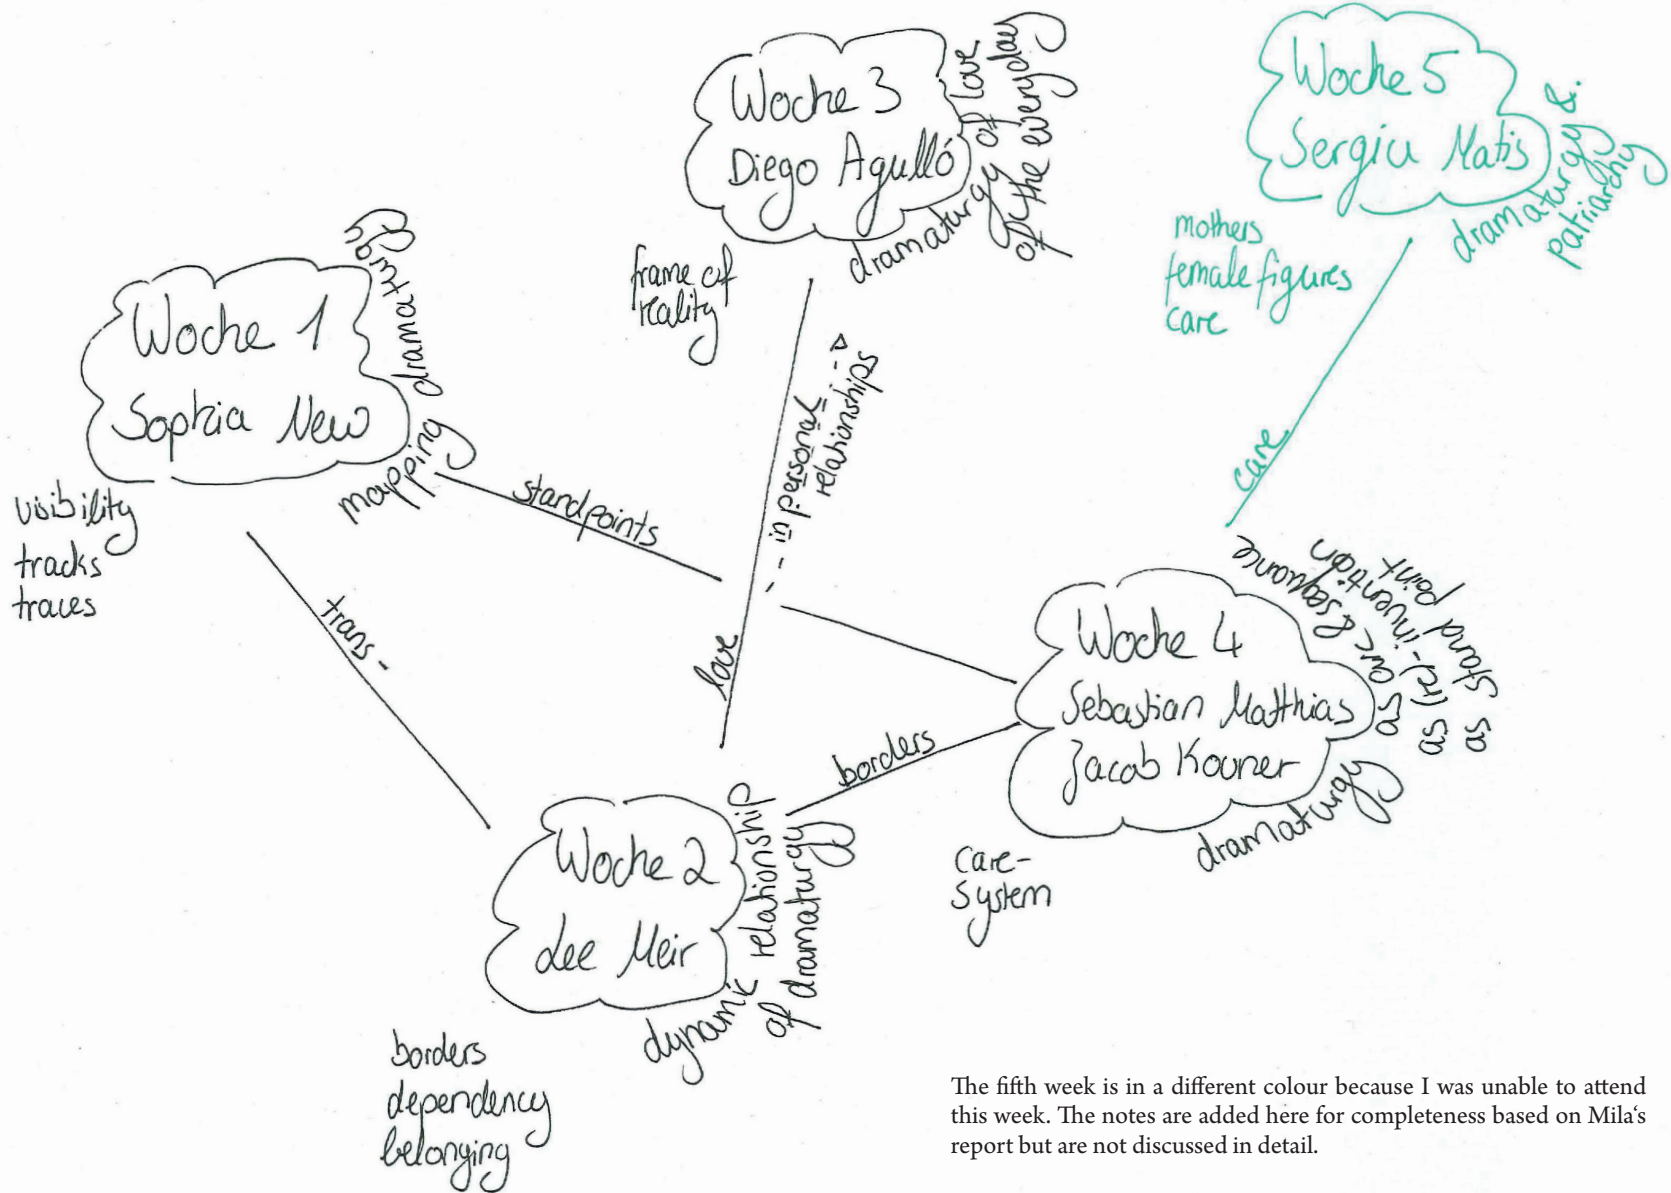 Woche 1
Sophia New
mapping dramaturgy
visibility
tracks
traces
standpoints
trans-
Woche 3
Diego Agulló
dramaturgy of love
of the everyday
frame of
reality
love
-- in personal -->
relationships
Woche 5
Sergiu Matis
dramaturgy &
patriarchy
mothers
female figures
care
care
Woche 4
Sebastian Matthias
Jacob Kovner
dramaturgy
as arc & sequance
as (re)-invention
as stand point
care-
system
borders
Woche 2
Lee Meir
dynamic relationship
of dramaturgy
borders
dependency
belonging
The fifth week is in a different colour because I was unable to attend
this week. The notes are added here for completeness based on Mila‘s
report but are not discussed in detail.